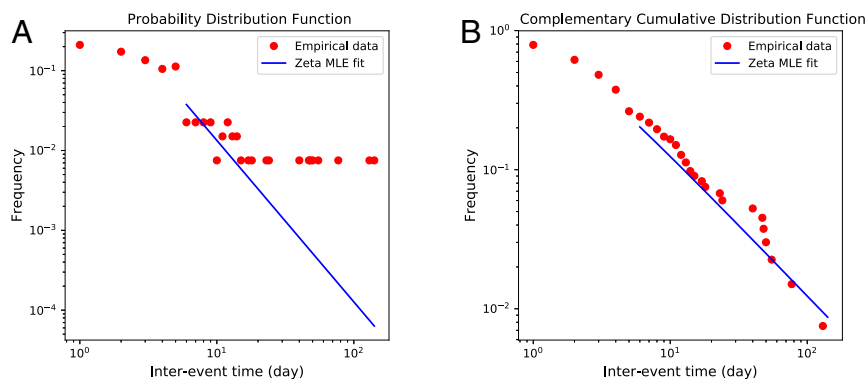 A
Probability Distribution Function
Empirical data
Zeta MLE fit
Frequency
10⁻¹
10⁻²
10⁻³
10⁻⁴
10⁰
10¹
10²
Inter-event time (day)
B
Complementary Cumulative Distribution Function
Empirical data
Zeta MLE fit
Frequency
10⁰
10⁻¹
10⁻²
10⁰
10¹
10²
Inter-event time (day)